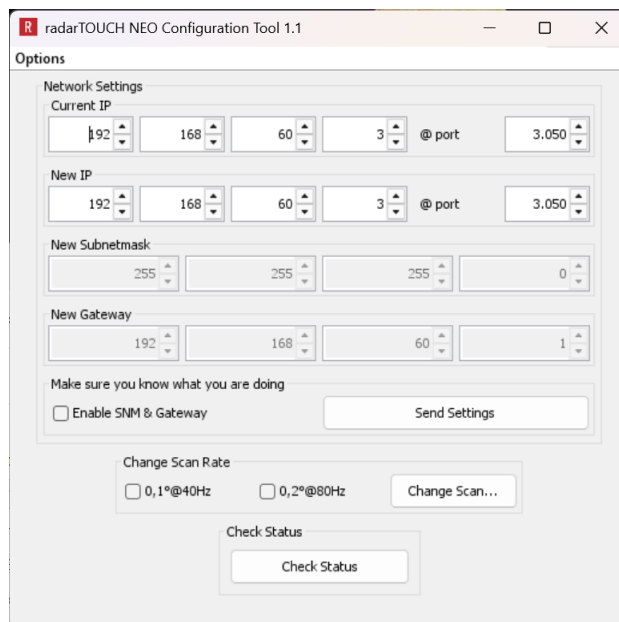 R radarTOUCH NEO Configuration Tool 1.1
Options
Network Settings
Current IP
192 168 60 3 @ port 3.050
New IP
192 168 60 3 @ port 3.050
New Subnetmask
255 255 255 0
New Gateway
192 168 60 1
Make sure you know what you are doing
Enable SNM & Gateway Send Settings
Change Scan Rate
0,1°@40Hz 0,2°@80Hz Change Scan...
Check Status
Check Status